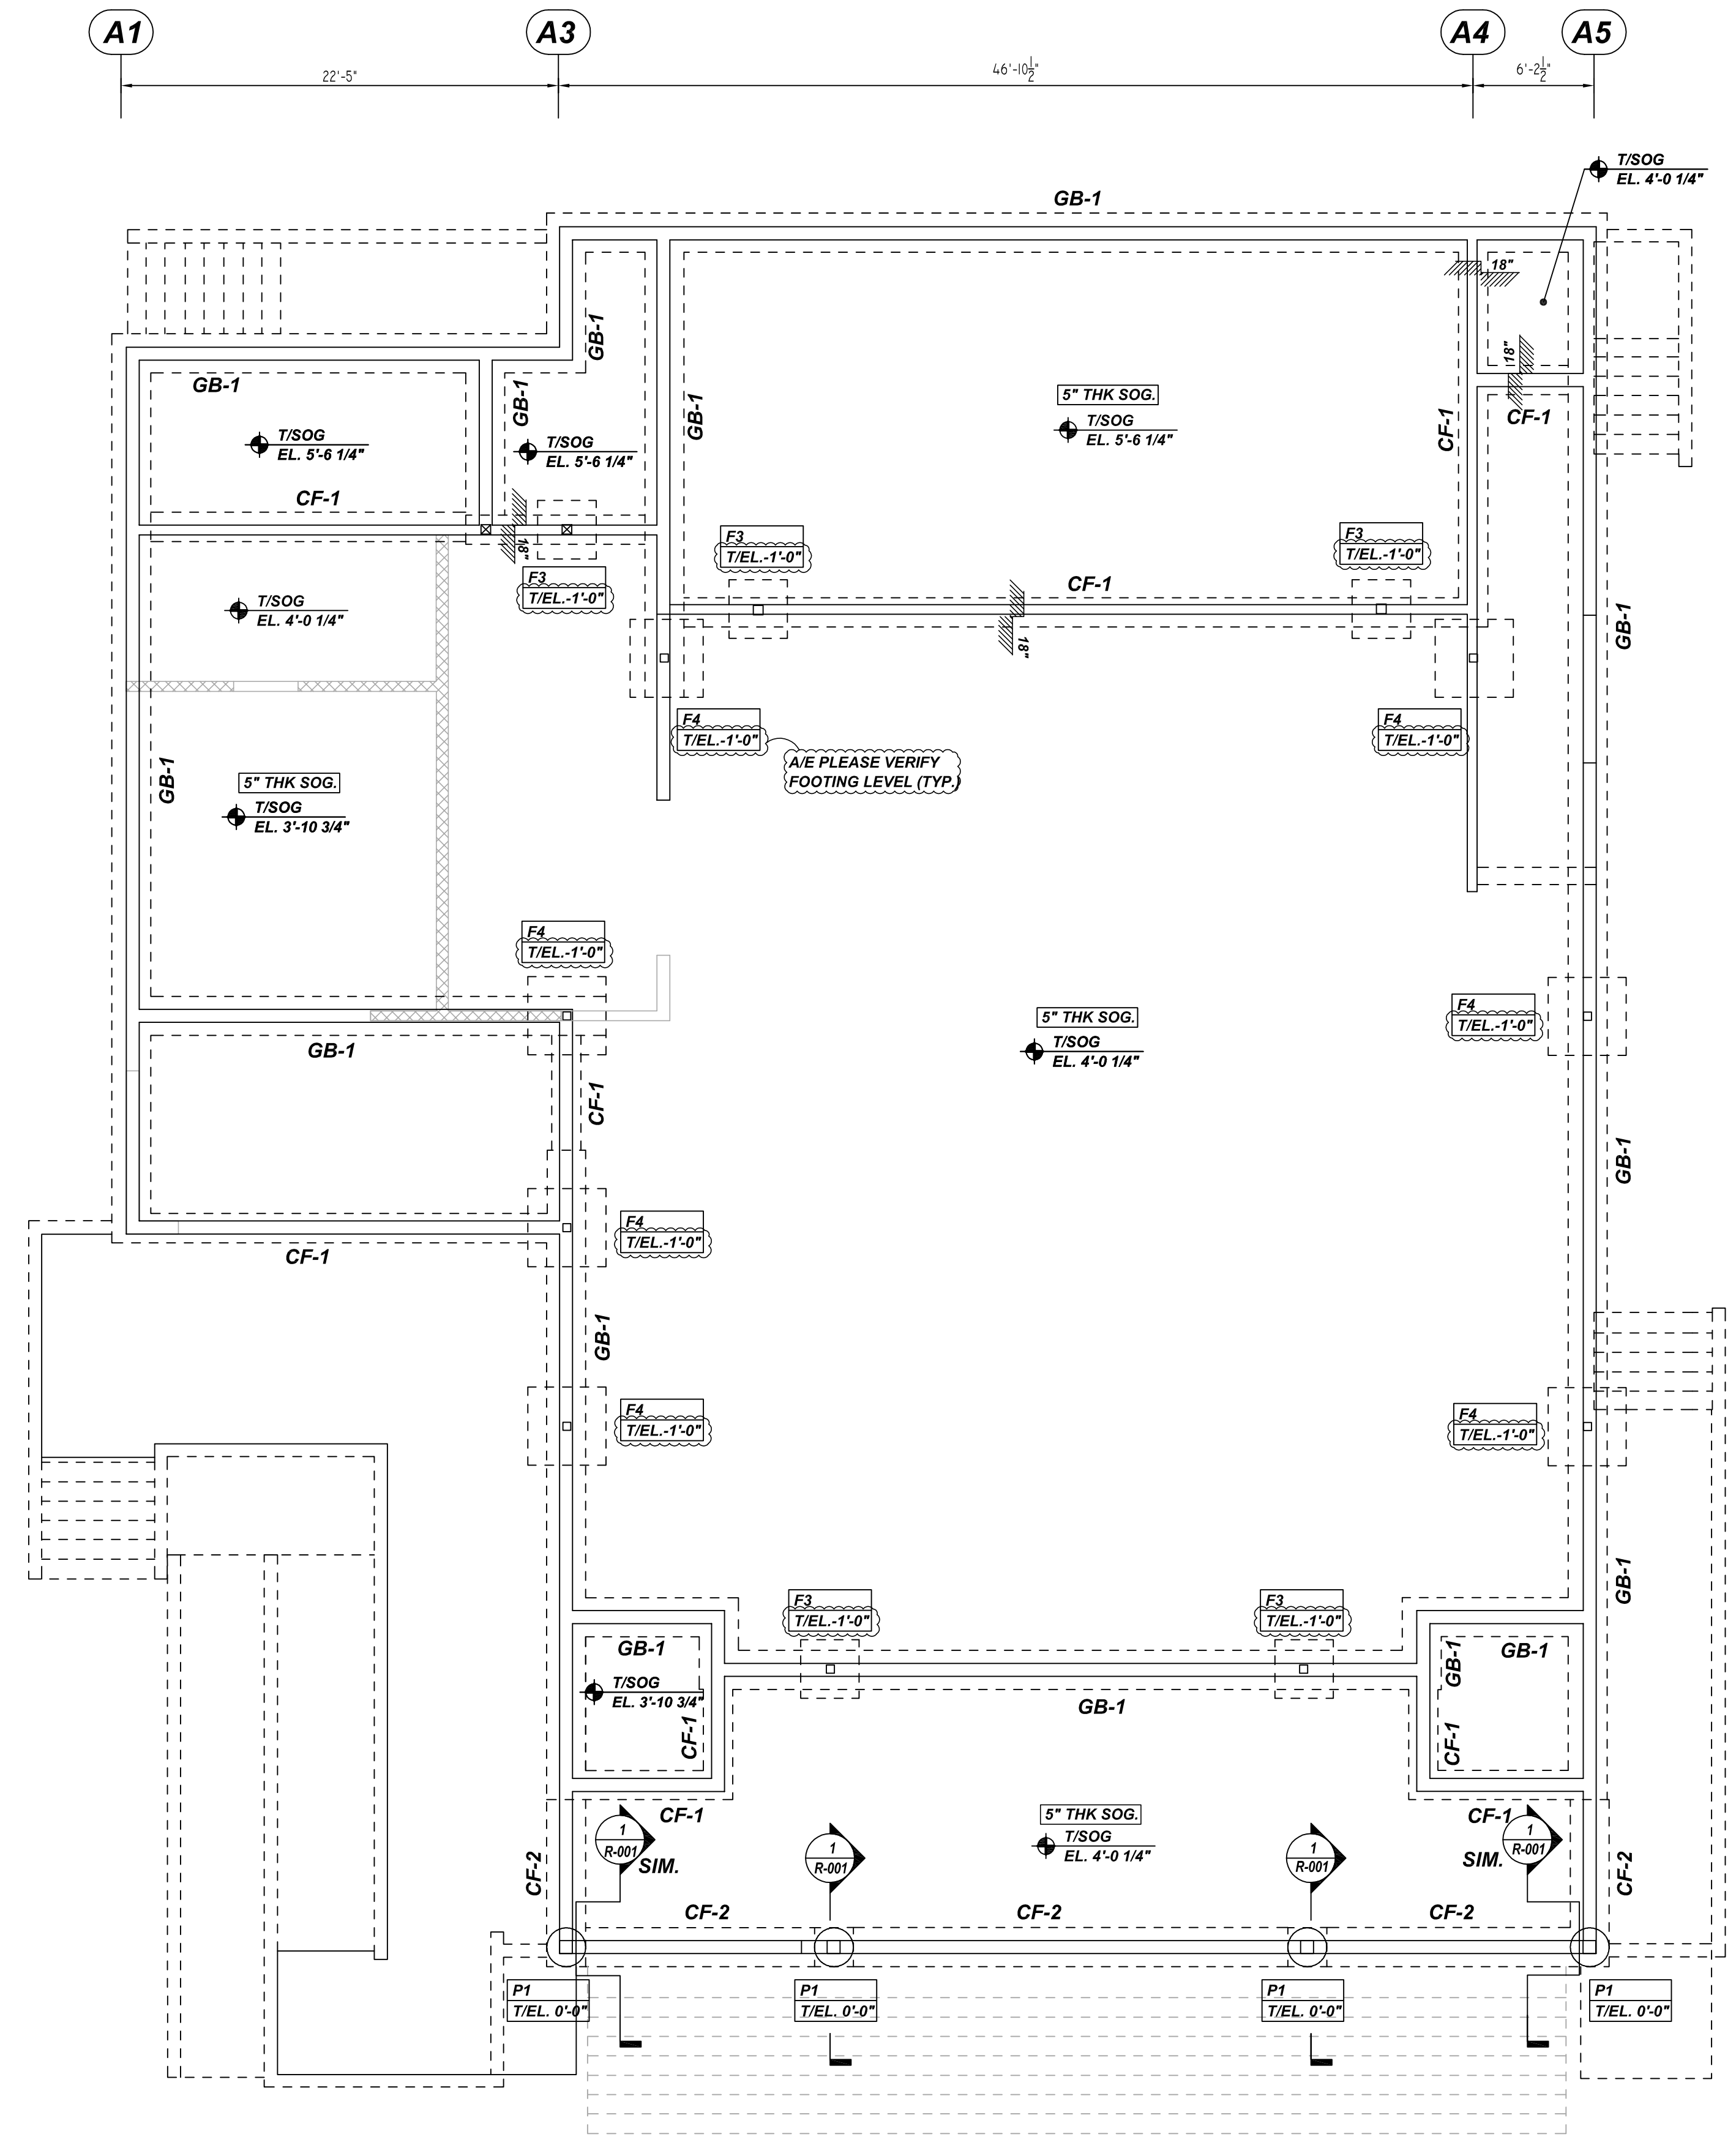 A1
A3
A4
A5
22'-5"
46'-10½"
6'-2½"
T/SOG
EL. 4'-0 1/4"
GB-1
18"
18"
GB-1
GB-1
GB-1
GB-1
5" THK SOG.
T/SOG
EL. 5'-6 1/4"
CF-1
CF-1
T/SOG
EL. 5'-6 1/4"
T/SOG
EL. 5'-6 1/4"
CF-1
18"
F3
T/EL.-1'-0"
F3
T/EL.-1'-0"
F3
T/EL.-1'-0"
CF-1
18"
T/SOG
EL. 4'-0 1/4"
GB-1
F4
T/EL.-1'-0"
F4
T/EL.-1'-0"
A/E PLEASE VERIFY
FOOTING LEVEL (TYP.)
GB-1
5" THK SOG.
T/SOG
EL. 3'-10 3/4"
F4
T/EL.-1'-0"
F4
T/EL.-1'-0"
5" THK SOG.
T/SOG
EL. 4'-0 1/4"
GB-1
CF-1
GB-1
F4
T/EL.-1'-0"
CF-1
GB-1
F4
T/EL.-1'-0"
F4
T/EL.-1'-0"
GB-1
F3
T/EL.-1'-0"
F3
T/EL.-1'-0"
GB-1
GB-1
GB-1
T/SOG
EL. 3'-10 3/4"
GB-1
CF-1
CF-1
CF-1
5" THK SOG.
T/SOG
EL. 4'-0 1/4"
CF-1
1
R-001
SIM.
1
R-001
1
R-001
1
R-001
SIM.
CF-2
CF-2
CF-2
CF-2
CF-2
P1
T/EL. 0'-0"
P1
T/EL. 0'-0"
P1
T/EL. 0'-0"
P1
T/EL. 0'-0"